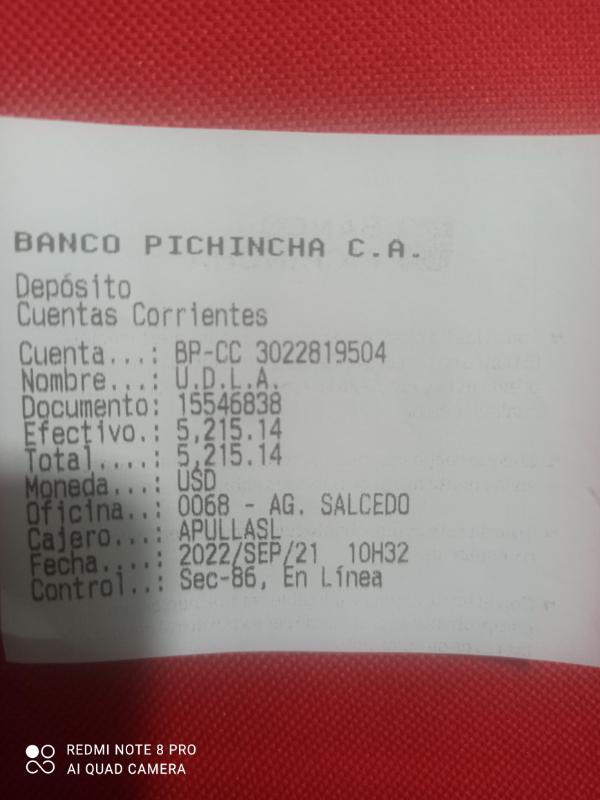 BANCO PICHINCHA C.A.
Depósito
Cuentas Corrientes
Cuenta...: BP-CC 3022819504
Nombre...: U.D.L.A.
Documento: 15546838
Efectivo.: 5,215.14
Total....: 5,215.14
Moneda...: USD
Oficina..: 0068 - AG. SALCEDO
Cajero...: APULLASL
Fecha....: 2022/SEP/21 10H32
Control..: Sec-86, En Línea
REDMI NOTE 8 PRO
AI QUAD CAMERA